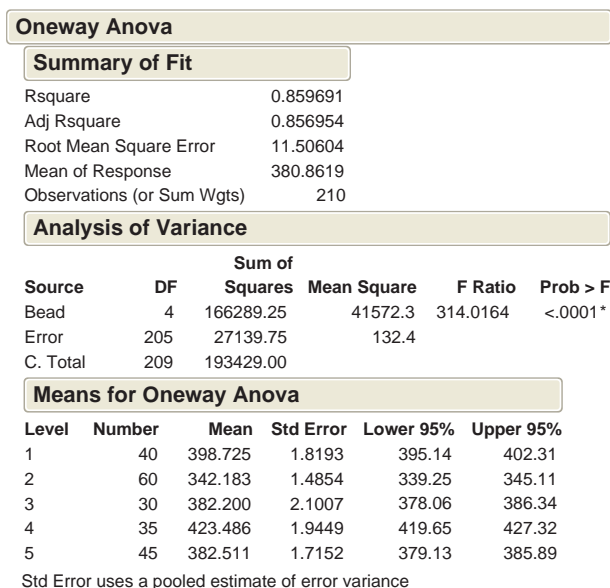 Oneway Anova
Summary of Fit
Rsquare 0.859691
Adj Rsquare 0.856954
Root Mean Square Error 11.50604
Mean of Response 380.8619
Observations (or Sum Wgts) 210
Analysis of Variance
Sum of
Source DF Squares Mean Square F Ratio Prob > F
Bead 4 166289.25 41572.3 314.0164 <.0001*
Error 205 27139.75 132.4
C. Total 209 193429.00
Means for Oneway Anova
Level Number Mean Std Error Lower 95% Upper 95%
1 40 398.725 1.8193 395.14 402.31
2 60 342.183 1.4854 339.25 345.11
3 30 382.200 2.1007 378.06 386.34
4 35 423.486 1.9449 419.65 427.32
5 45 382.511 1.7152 379.13 385.89
Std Error uses a pooled estimate of error variance